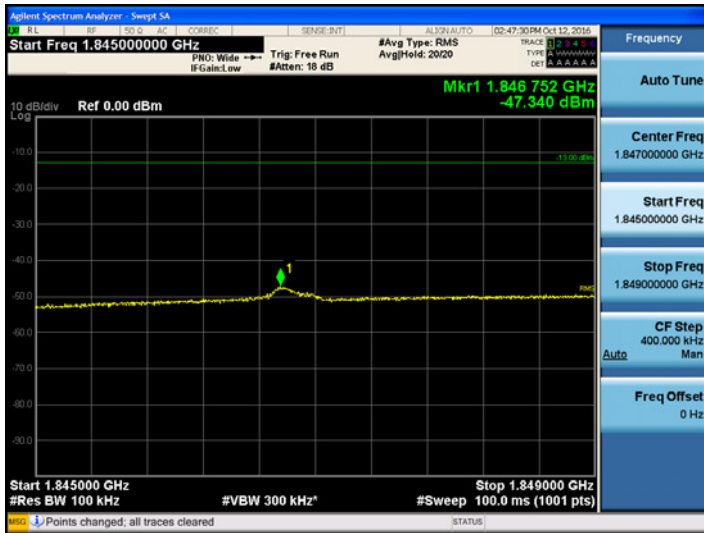 Agilent Spectrum Analyzer - Swept SA
RL RF 50 Ω AC CORREC SENSE:INT ALIGN AUTO 02:47:30 PM Oct 12, 2016
Start Freq 1.845000000 GHz
PNO: Wide
IFGain:Low
Trig: Free Run
#Atten: 18 dB
#Avg Type: RMS
Avg|Hold: 20/20
TRACE 1 2 3 4 5 6
TYPE A
DET A A A A A A
Frequency
Mkr1 1.846 752 GHz
-47.340 dBm
10 dB/div Ref 0.00 dBm
Log
-10.0
-13.00 dBm
-20.0
-30.0
-40.0
1
-50.0
RMS
-60.0
-70.0
-80.0
-90.0
Start 1.845000 GHz Stop 1.849000 GHz
#Res BW 100 kHz #VBW 300 kHz* #Sweep 100.0 ms (1001 pts)
MSG Points changed; all traces cleared STATUS
Auto Tune
Center Freq
1.847000000 GHz
Start Freq
1.845000000 GHz
Stop Freq
1.849000000 GHz
CF Step
400.000 kHz
Auto Man
Freq Offset
0 Hz